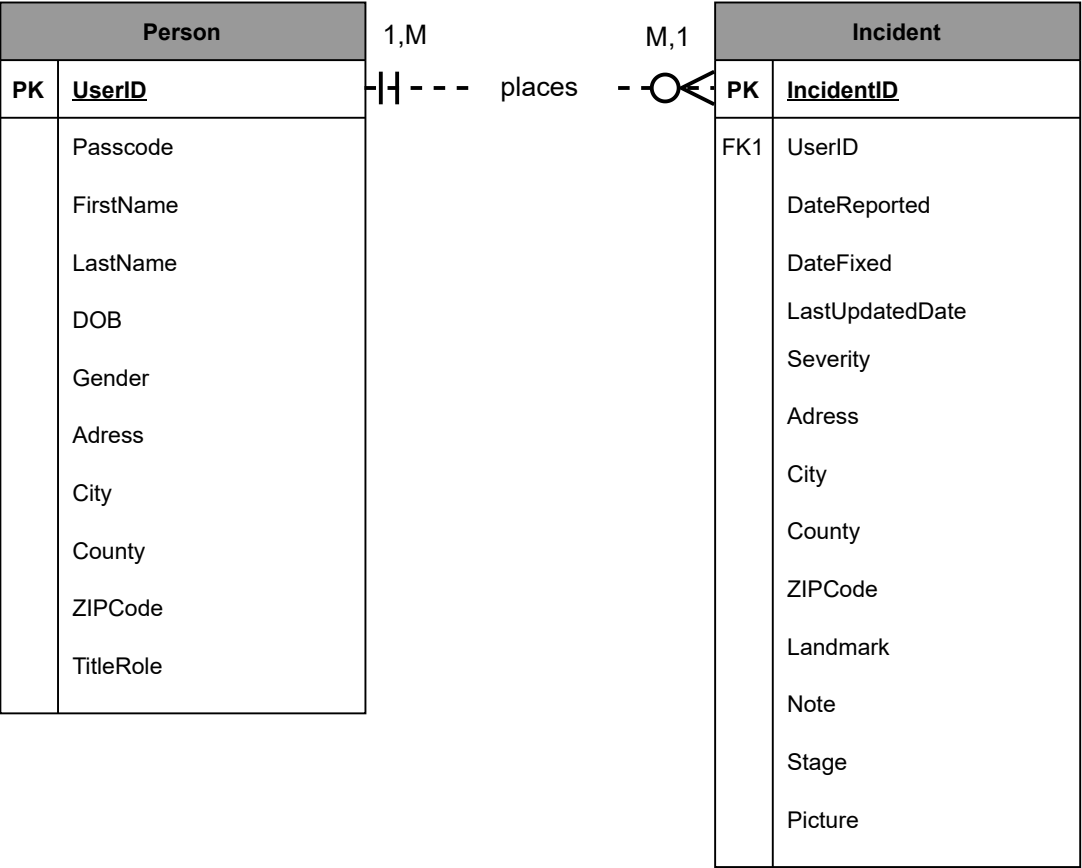 Person
PK UserID
Passcode
FirstName
LastName
DOB
Gender
Adress
City
County
ZIPCode
TitleRole
1,M
places
M,1
Incident
PK IncidentID
FK1 UserID
DateReported
DateFixed
LastUpdatedDate
Severity
Adress
City
County
ZIPCode
Landmark
Note
Stage
Picture